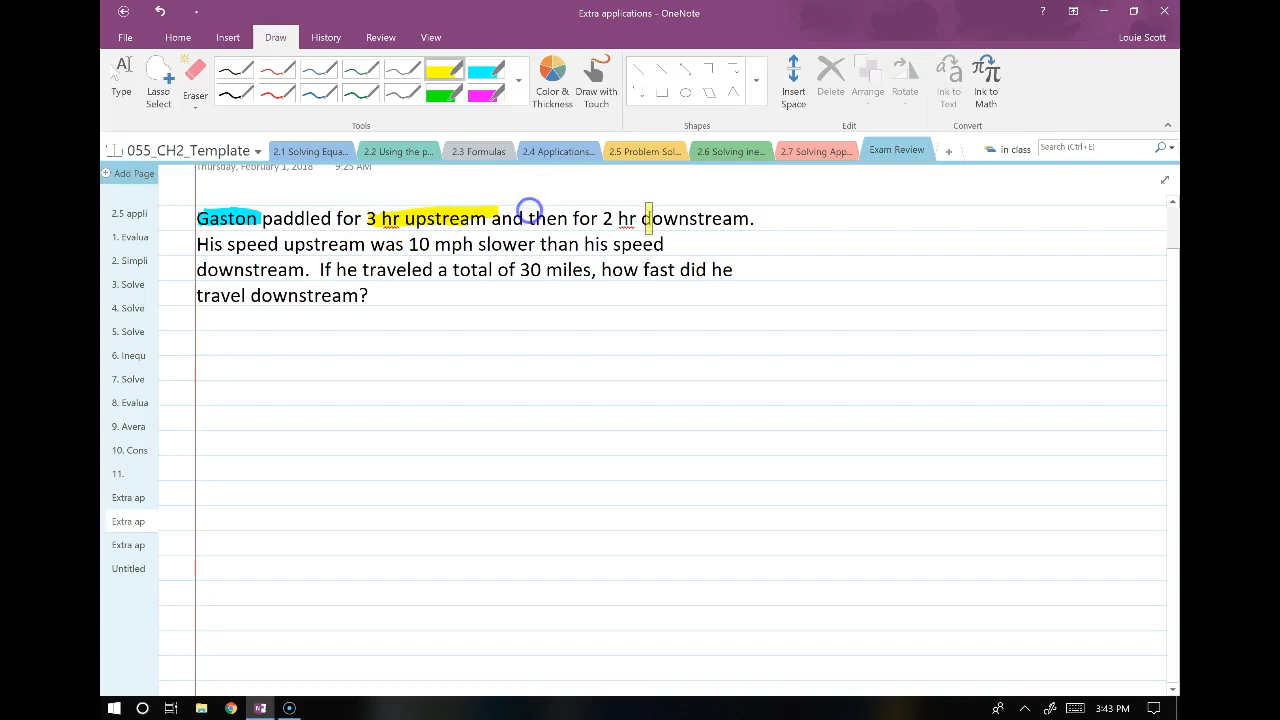 Extra applications - OneNote
?
File
Home
Insert
Draw
History
Review
View
Louie Scott
Type
Lasso Select
Eraser
Color & Thickness
Draw with Touch
Insert Space
Delete
Arrange
Rotate
Ink to Text
Ink to Math
Tools
Shapes
Edit
Convert
055_CH2_Template
2.1 Solving Equa...
2.2 Using the p...
2.3 Formulas
2.4 Applications...
2.5 Problem Sol...
2.6 Solving ine...
2.7 Solving App...
Exam Review
in class
Search (Ctrl+E)
Add Page
Thursday, February 1, 2018 9:25 AM
2.5 appli
1. Evalua
2. Simpli
3. Solve
4. Solve
5. Solve
6. Inequ
7. Solve
8. Evalua
9. Avera
10. Cons
11.
Extra ap
Extra ap
Extra ap
Untitled
Gaston paddled for 3 hr upstream and then for 2 hr downstream.
His speed upstream was 10 mph slower than his speed
downstream. If he traveled a total of 30 miles, how fast did he
travel downstream?
3:43 PM